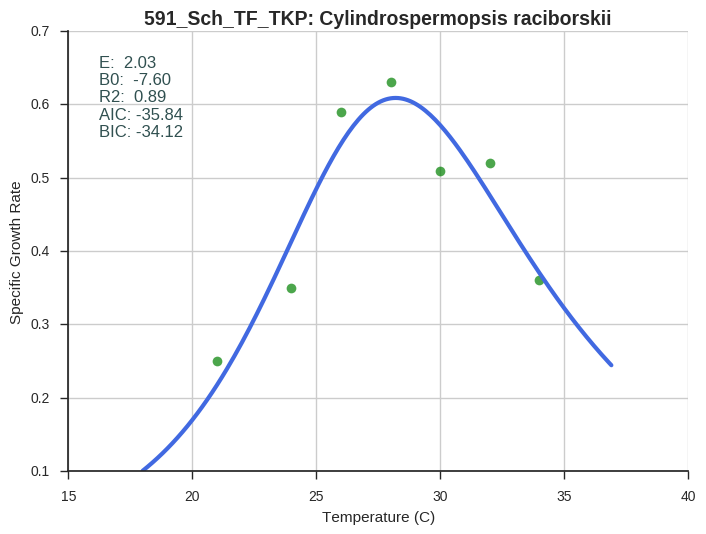 591_Sch_TF_TKP: Cylindrospermopsis raciborskii
E:  2.03
B0:  -7.60
R2:  0.89
AIC: -35.84
BIC: -34.12
Specific Growth Rate
0.7
0.6
0.5
0.4
0.3
0.2
0.1
15 20 25 30 35 40
Temperature (C)